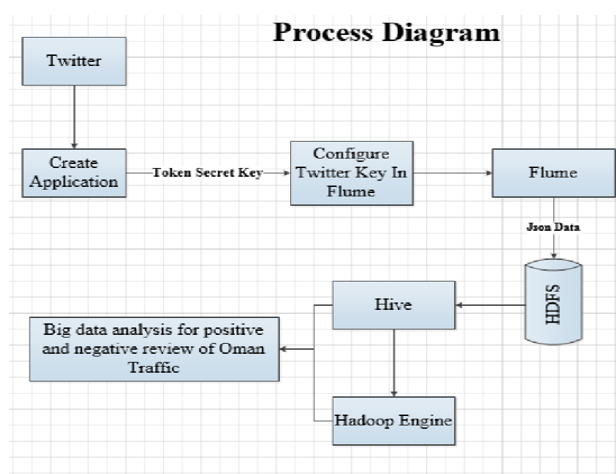 Process Diagram
Twitter
Create
Application
Token Secret Key
Configure
Twitter Key In
Flume
Flume
Json Data
HDFS
Hive
Big data analysis for positive
and negative review of Oman
Traffic
Hadoop Engine